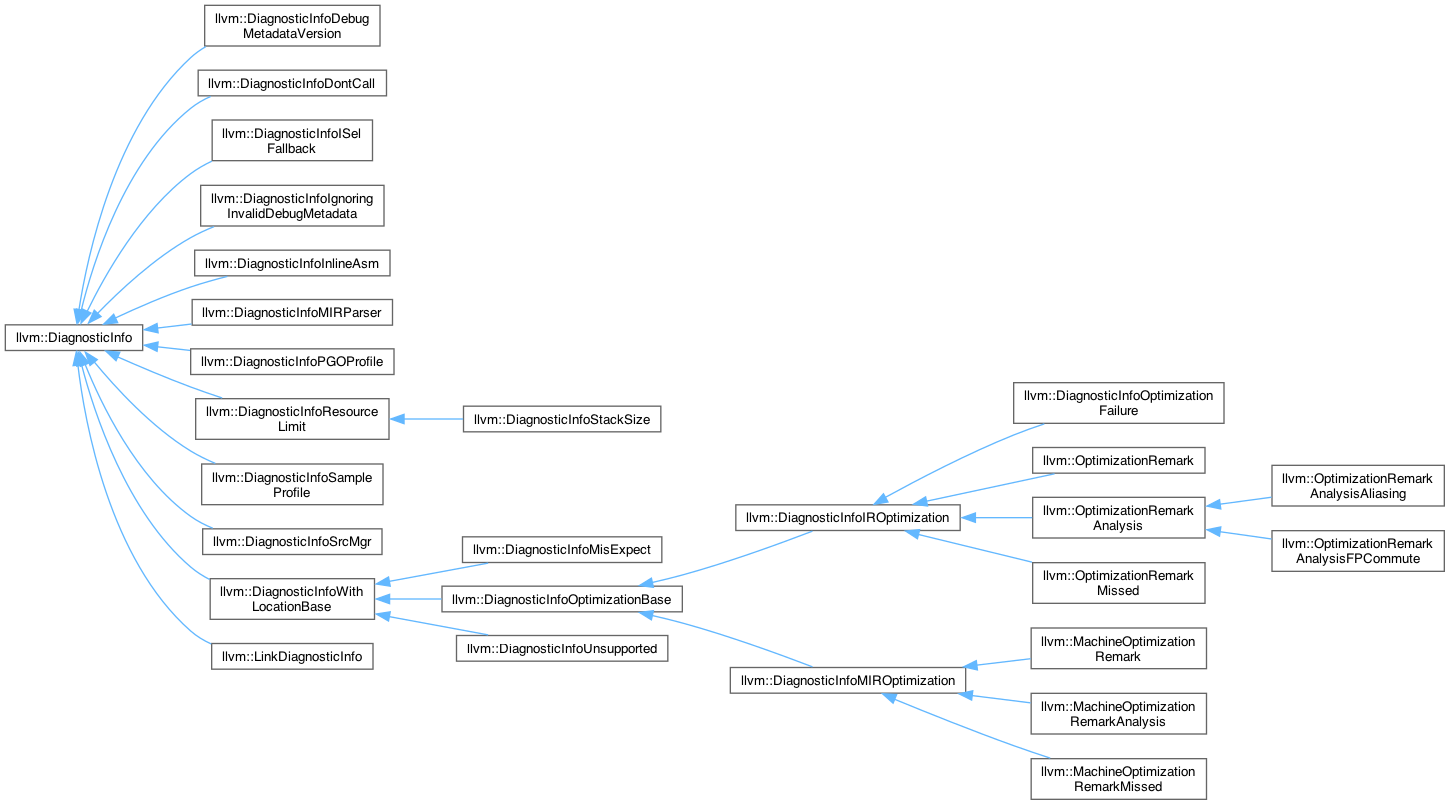 llvm::DiagnosticInfo
llvm::DiagnosticInfoDebug
MetadataVersion
llvm::DiagnosticInfoDontCall
llvm::DiagnosticInfoISel
Fallback
llvm::DiagnosticInfoIgnoring
InvalidDebugMetadata
llvm::DiagnosticInfoInlineAsm
llvm::DiagnosticInfoMIRParser
llvm::DiagnosticInfoPGOProfile
llvm::DiagnosticInfoResource
Limit
llvm::DiagnosticInfoSample
Profile
llvm::DiagnosticInfoSrcMgr
llvm::DiagnosticInfoWith
LocationBase
llvm::LinkDiagnosticInfo
llvm::DiagnosticInfoStackSize
llvm::DiagnosticInfoMisExpect
llvm::DiagnosticInfoOptimizationBase
llvm::DiagnosticInfoUnsupported
llvm::DiagnosticInfoIROptimization
llvm::DiagnosticInfoMIROptimization
llvm::DiagnosticInfoOptimization
Failure
llvm::OptimizationRemark
llvm::OptimizationRemark
Analysis
llvm::OptimizationRemark
Missed
llvm::MachineOptimization
Remark
llvm::MachineOptimization
RemarkAnalysis
llvm::MachineOptimization
RemarkMissed
llvm::OptimizationRemark
AnalysisAliasing
llvm::OptimizationRemark
AnalysisFPCommute